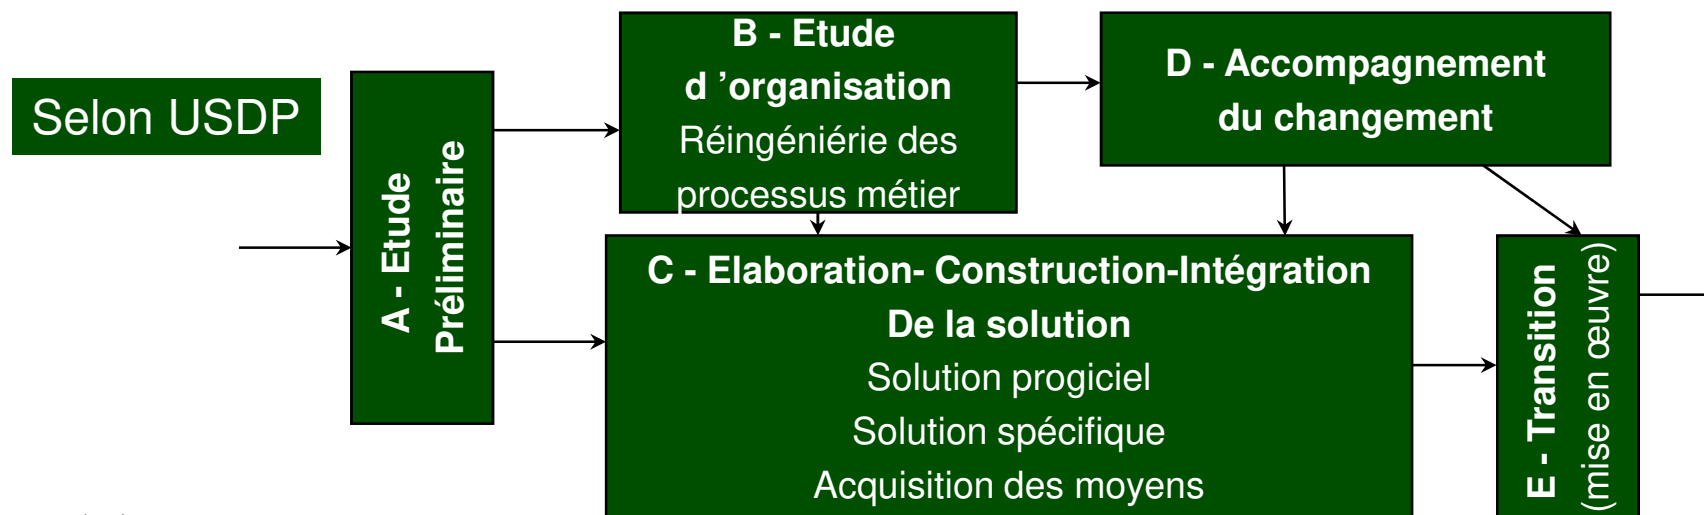 Selon USDP
A - Etude
Préliminaire
B - Etude
d ’organisation
Réingéniérie des
processus métier
D - Accompagnement
du changement
C - Elaboration- Construction-Intégration
De la solution
Solution progiciel
Solution spécifique
Acquisition des moyens
E - Transition
(mise en œuvre)